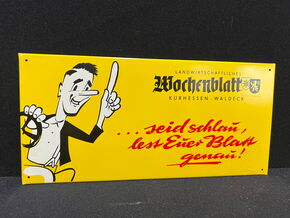 LANDWIRTSCHAFTLICHES
Wochenblatt
KURHESSEN-WALDECK
...seid schlau,
lest Euer Blatt
genau!